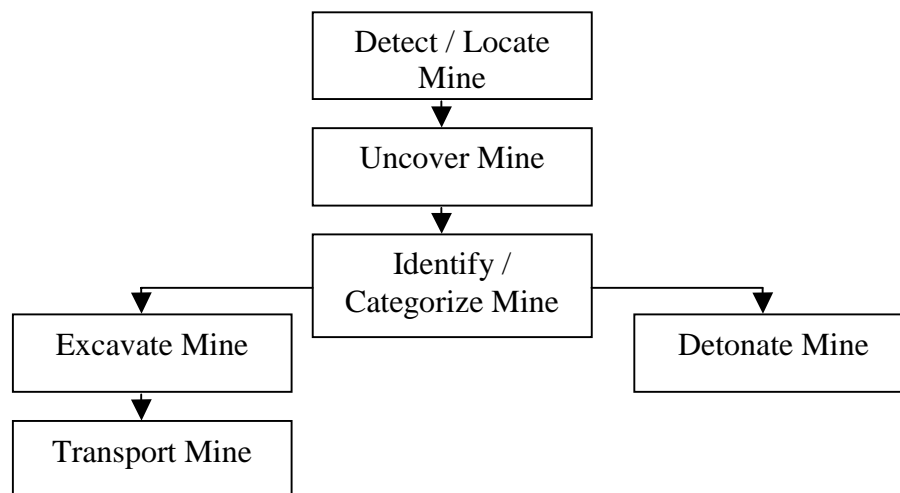 Detect / Locate
Mine
Uncover Mine
Identify /
Categorize Mine
Excavate Mine
Detonate Mine
Transport Mine